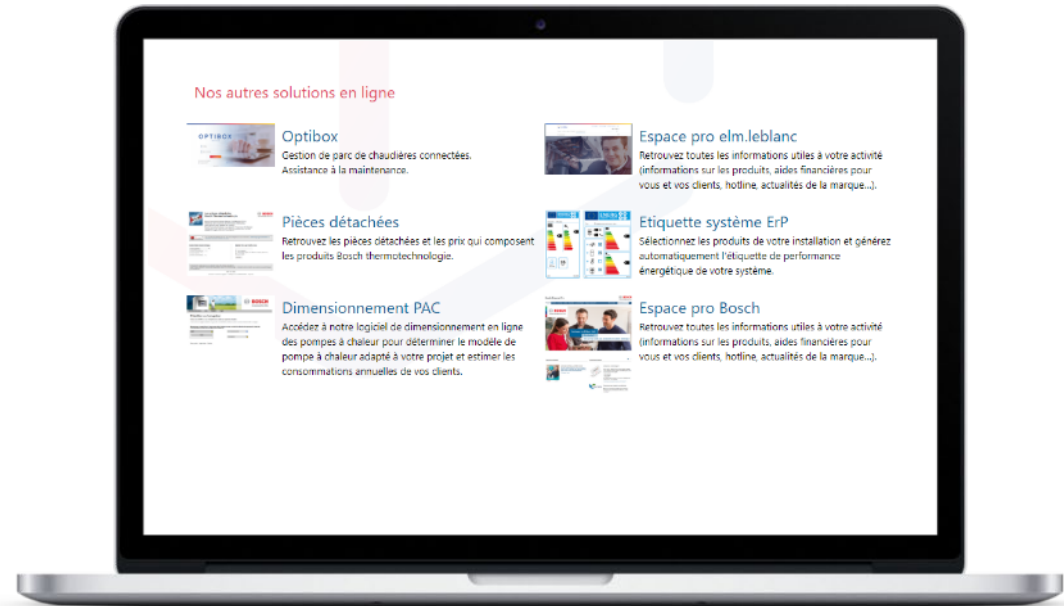 Nos autres solutions en ligne
OPTIBOX
Optibox
Gestion de parc de chaudières connectées.
Assistance à la maintenance.
Espace pro elm.leblanc
Retrouvez toutes les informations utiles à votre activité
(informations sur les produits, aides financières pour
vous et vos clients, hotline, actualités de la marque...).
Pièces détachées
Retrouvez les pièces détachées et les prix qui composent
les produits Bosch thermotechnologie.
Etiquette système ErP
Sélectionnez les produits de votre installation et générez
automatiquement l'étiquette de performance
énergétique de votre système.
BOSCH
Dimensionnement PAC
Accédez à notre logiciel de dimensionnement en ligne
des pompes à chaleur pour déterminer le modèle de
pompe à chaleur adapté à votre projet et estimer les
consommations annuelles de vos clients.
Espace pro Bosch
Retrouvez toutes les informations utiles à votre activité
(informations sur les produits, aides financières pour
vous et vos clients, hotline, actualités de la marque...).